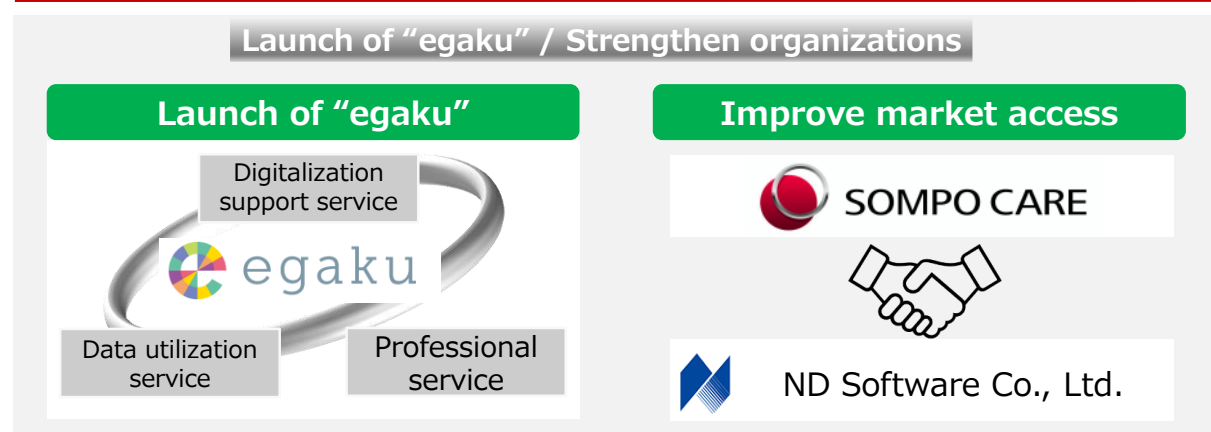 Launch of “egaku” / Strengthen organizations
Launch of “egaku”
Digitalization
support service
egaku
Data utilization
service
Professional
service
Improve market access
SOMPO CARE
ND Software Co., Ltd.